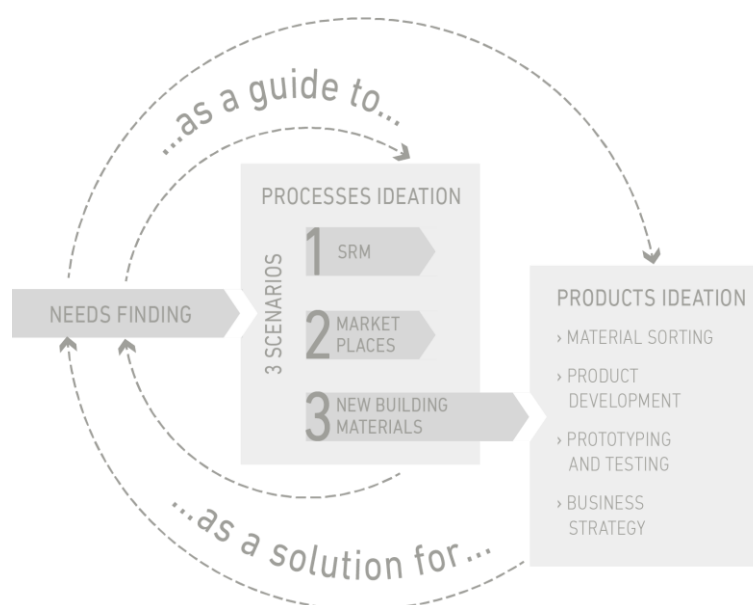 ...as a guide to...
PROCESSES IDEATION
3 SCENARIOS
1 SRM
2 MARKET
PLACES
3 NEW BUILDING
MATERIALS
NEEDS FINDING
PRODUCTS IDEATION
› MATERIAL SORTING
› PRODUCT
DEVELOPMENT
› PROTOTYPING
AND TESTING
› BUSINESS
STRATEGY
...as a solution for...